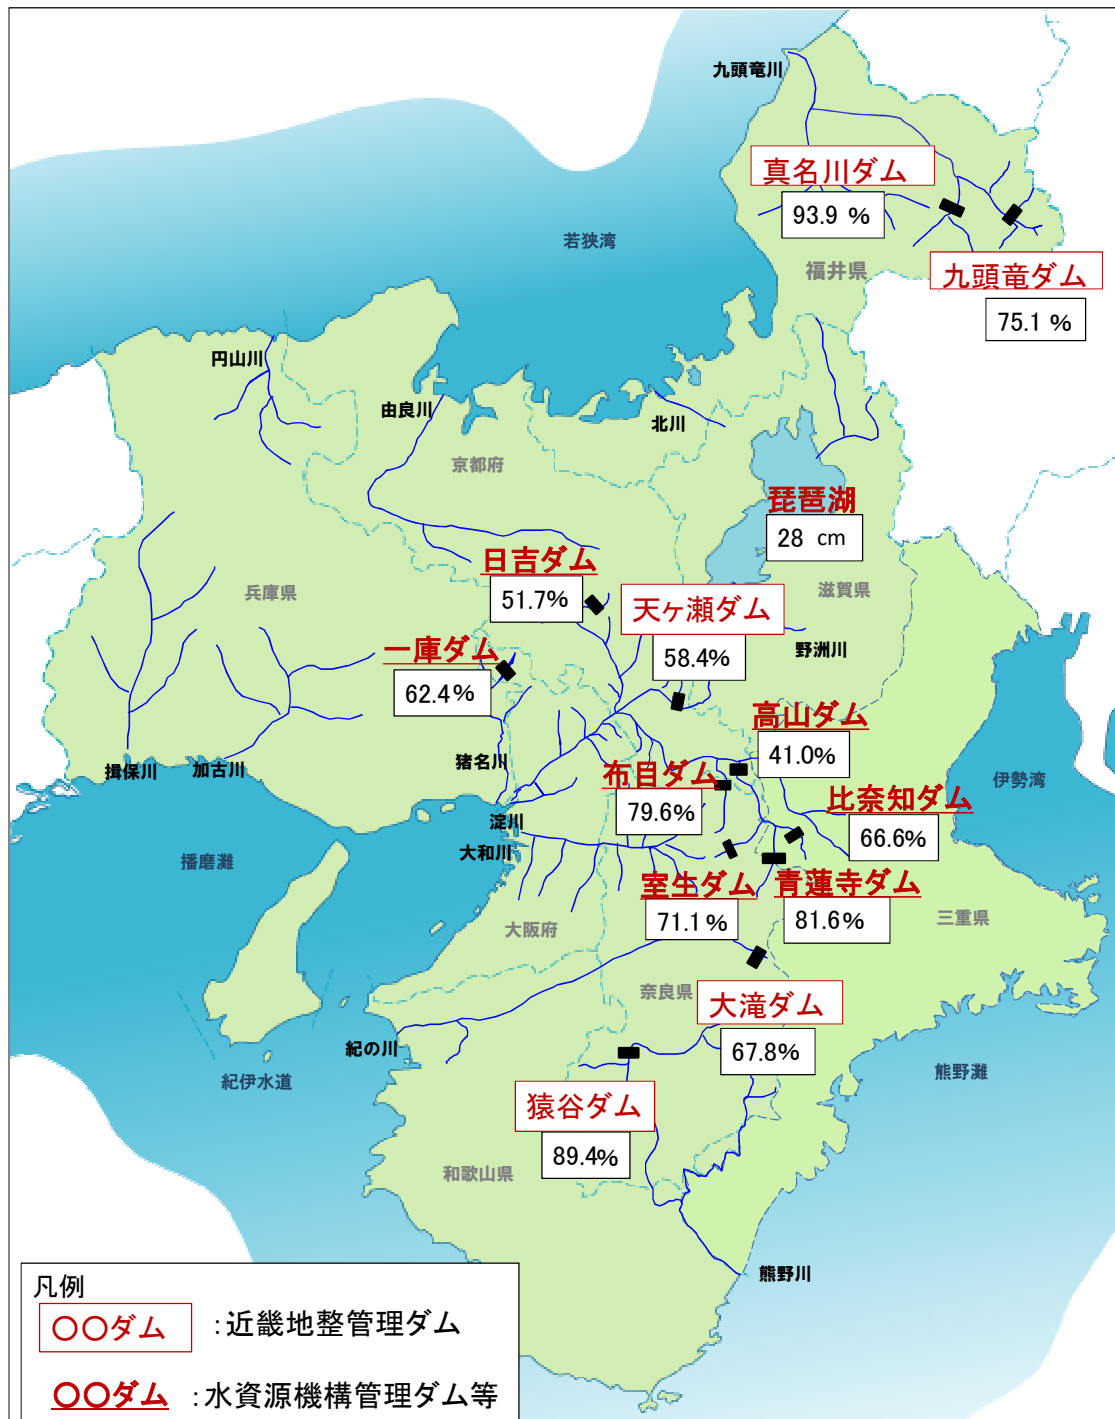 九頭竜川
真名川ダム
93.9 %
若狭湾
福井県
九頭竜ダム
75.1 %
円山川
由良川
北川
京都府
琵琶湖
28 cm
日吉ダム
51.7%
兵庫県
天ヶ瀬ダム
58.4%
滋賀県
野洲川
一庫ダム
62.4%
高山ダム
41.0%
揖保川
加古川
猪名川
布目ダム
79.6%
伊勢湾
比奈知ダム
66.6%
淀川
大和川
播磨灘
室生ダム
71.1%
青蓮寺ダム
81.6%
大阪府
三重県
奈良県
大滝ダム
67.8%
紀の川
紀伊水道
熊野灘
猿谷ダム
89.4%
和歌山県
熊野川
凡例
〇〇ダム :近畿地整管理ダム
〇〇ダム :水資源機構管理ダム等